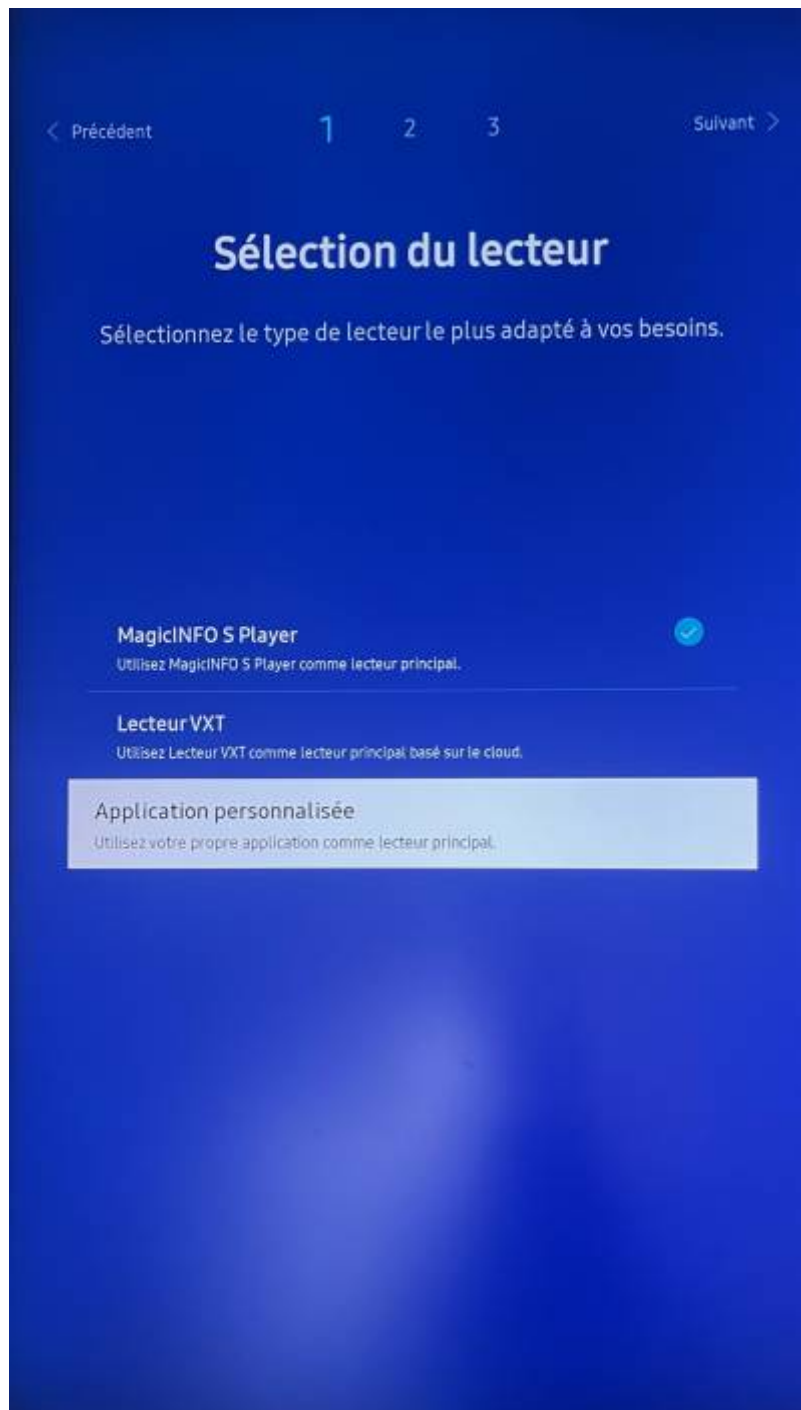 < Précédent 1 2 3 Suivant >
Sélection du lecteur
Sélectionnez le type de lecteur le plus adapté à vos besoins.
MagicINFO S Player
Utilisez MagicINFO S Player comme lecteur principal.
Lecteur VXT
Utilisez Lecteur VXT comme lecteur principal basé sur le cloud.
Application personnalisée
Utilisez votre propre application comme lecteur principal.